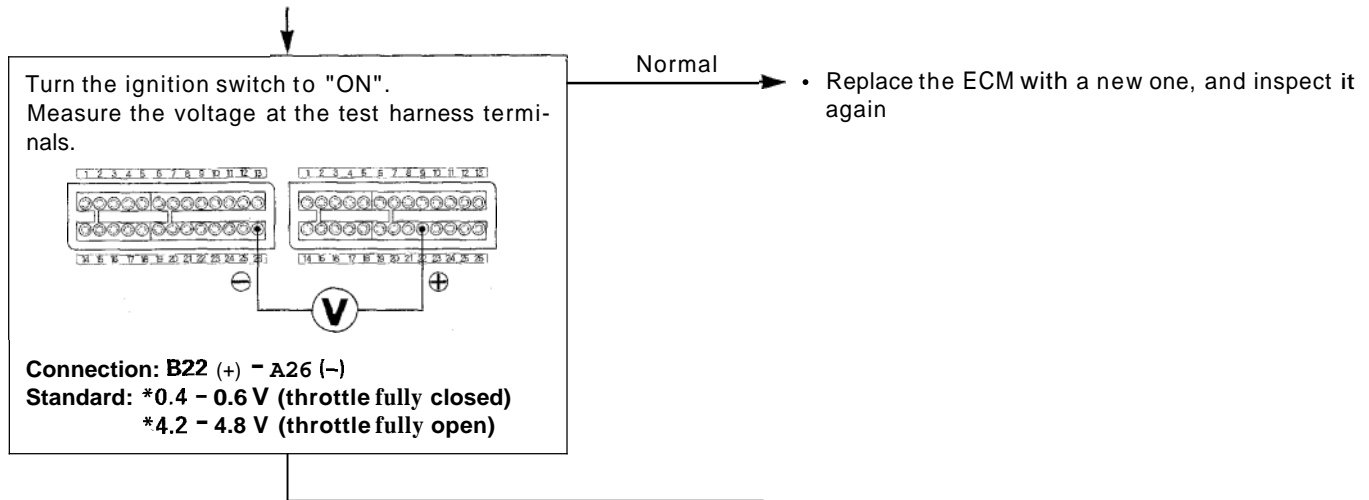 Turn the ignition switch to "ON".
Measure the voltage at the test harness termi-
nals.
1 2 3 4 5 6 7 8 9 10 11 12 13
1 2 3 4 5 6 7 8 9 10 11 12 13
14 15 16 17 18 19 20 21 22 23 24 25 26
14 15 16 17 18 19 20 21 22 23 24 25 26
⊖ ⊕
V
Connection: B22 (+) – A26 (–)
Standard: *0.4 – 0.6 V (throttle fully closed)
*4.2 – 4.8 V (throttle fully open)
Normal
• Replace the ECM with a new one, and inspect it
again